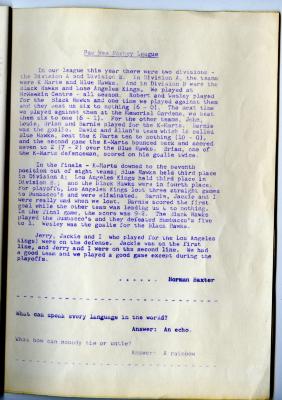 Pee Wee Hockey League
In our league this year there were two divisions -
the Division A and Division B. In Division A, the teams
were K Marts and Blue Hawks. And in Division B were the
Black Hawks and Los Angeles Kings. We played at
McMeekin Centre - all season. Robert and Wesley played
for the Black Hawks and one time we played against them
and they beat us six to nothing (6 - 0). The next time
we played against them at the Memorial Gardens, we beat
them six to one (6 - 1). For the other teams, John,
Lewis, Brian and Barnie played for the K-Marts and this
was the goalie. David and Allan's team which is called
Blue Hawks, beat the K Marts ten to nothing (10 - 0),
and the second game the K-Marts bounced back and scored
seven to 2 (7 - 2) over the Blue Hawks. Brian, one of
the K-Marts defenseman, scored on his goalie twice.
In the finals - K-Marts downed to the seventh
position out of eight teams; Blue Hawks held third place
in Division A; Los Angeles Kings held third place in
Division B; and the Black Hawks were in fourth place.
For playoffs, Los Angeles Kings lost three straight games
to and were eliminated. Barnie, Jackie and I
were really mad when we lost. Barnie scored the first
goal while the other team was leading us 4 to nothing.
In the final game, the score was 9-2. The Black Hawks
played the and they defeated five
to 1. Wesley was the goalie for the Black Hawks.
Jerry, Jackie and I who played for the Los Angeles
Kings were on the defense. Jackie was on the first
line, and Jerry and I were on the second line. We had
a good team and we played a good game except during the
playoffs.
. . . . . . Norman Baxter
What can speak every language in the world?
Answer: An echo.
What bow can nobody tie or untie?
Answer: A rainbow